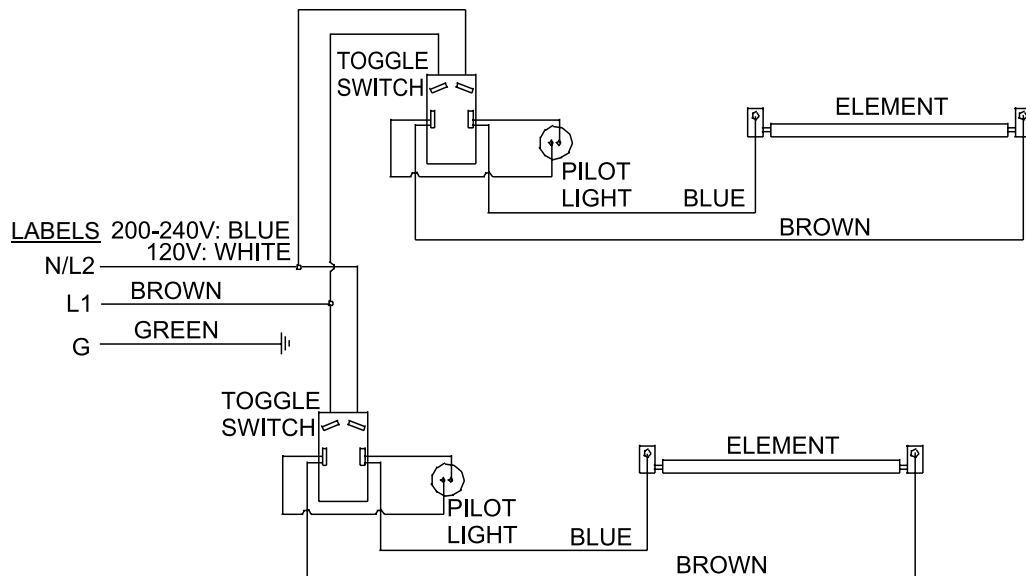 TOGGLE
SWITCH
ELEMENT
PILOT
LIGHT
BLUE
BROWN
LABELS 200-240V: BLUE
120V: WHITE
N/L2
L1 BROWN
G GREEN
TOGGLE
SWITCH
ELEMENT
PILOT
LIGHT
BLUE
BROWN